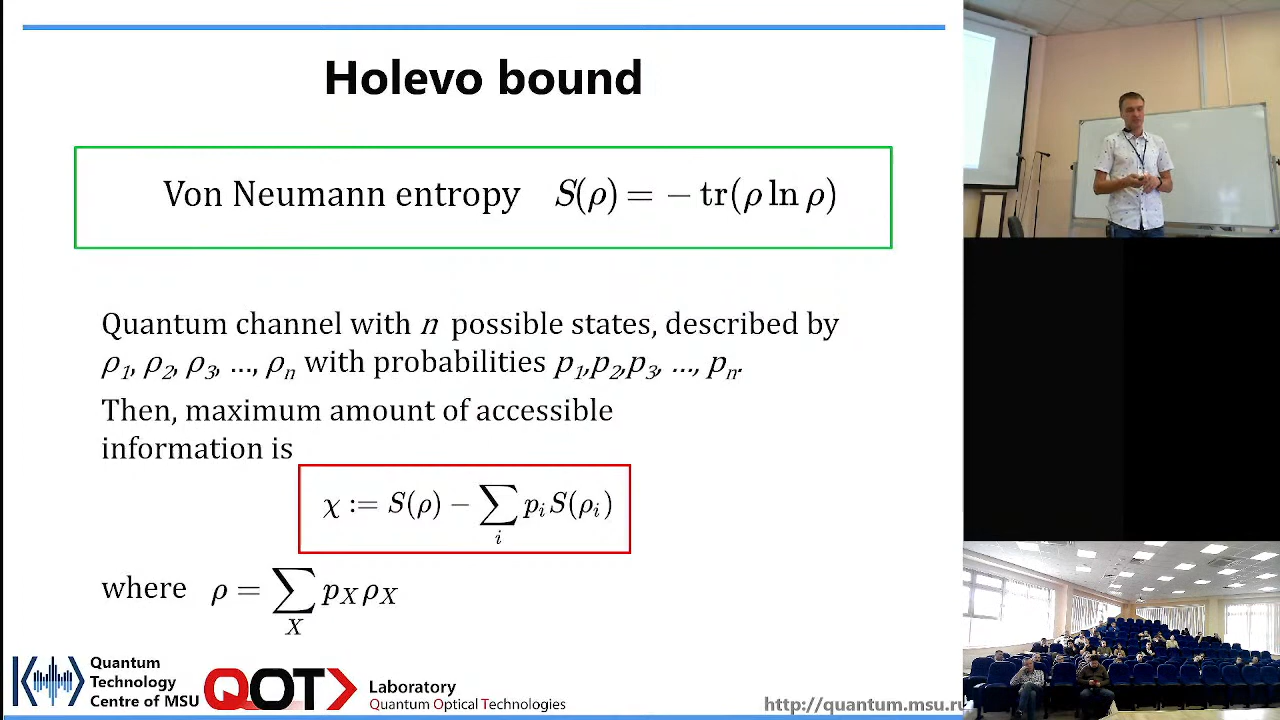 Holevo bound
Von Neumann entropy S(ρ) = − tr(ρ ln ρ)
Quantum channel with n possible states, described by
ρ₁, ρ₂, ρ₃, ..., ρₙ with probabilities p₁,p₂,p₃, ..., pₙ.
Then, maximum amount of accessible
information is
χ := S(ρ) − ∑ᵢ pᵢS(ρᵢ)
where ρ = ∑_X p_Xρ_X
Quantum
Technology
Centre of MSU
QOT
Laboratory
Quantum Optical Technologies
http://quantum.msu.ru